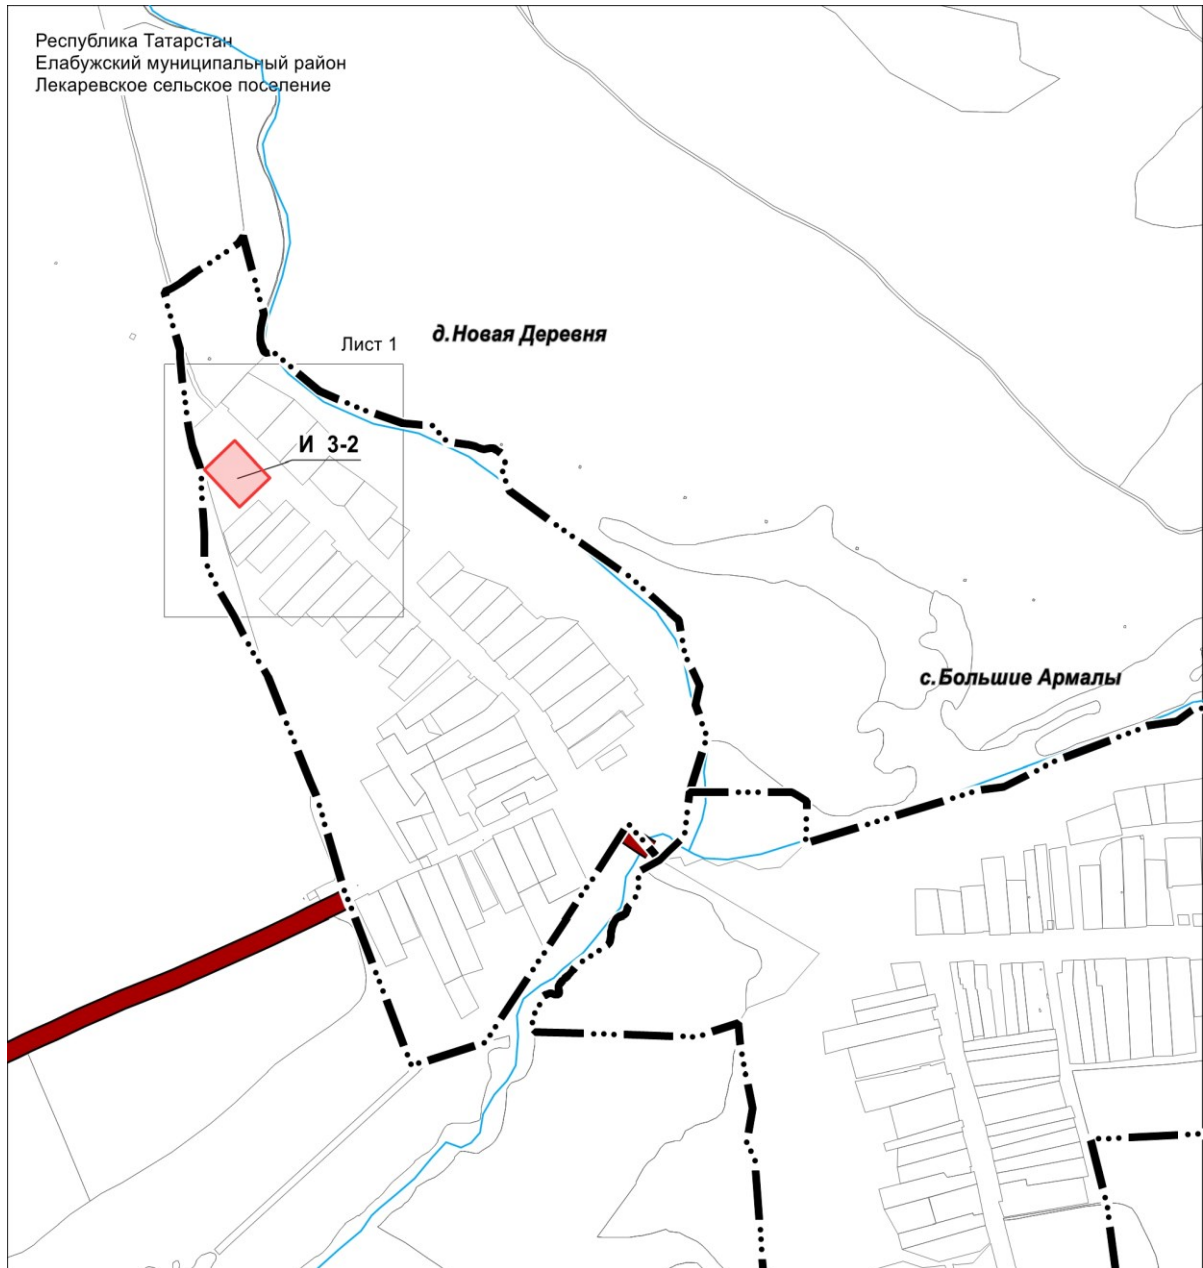 Республика Татарстан
Елабужский муниципальный район
Лекаревское сельское поселение
д.Новая Деревня
Лист 1
И 3-2
с.Большие Армалы